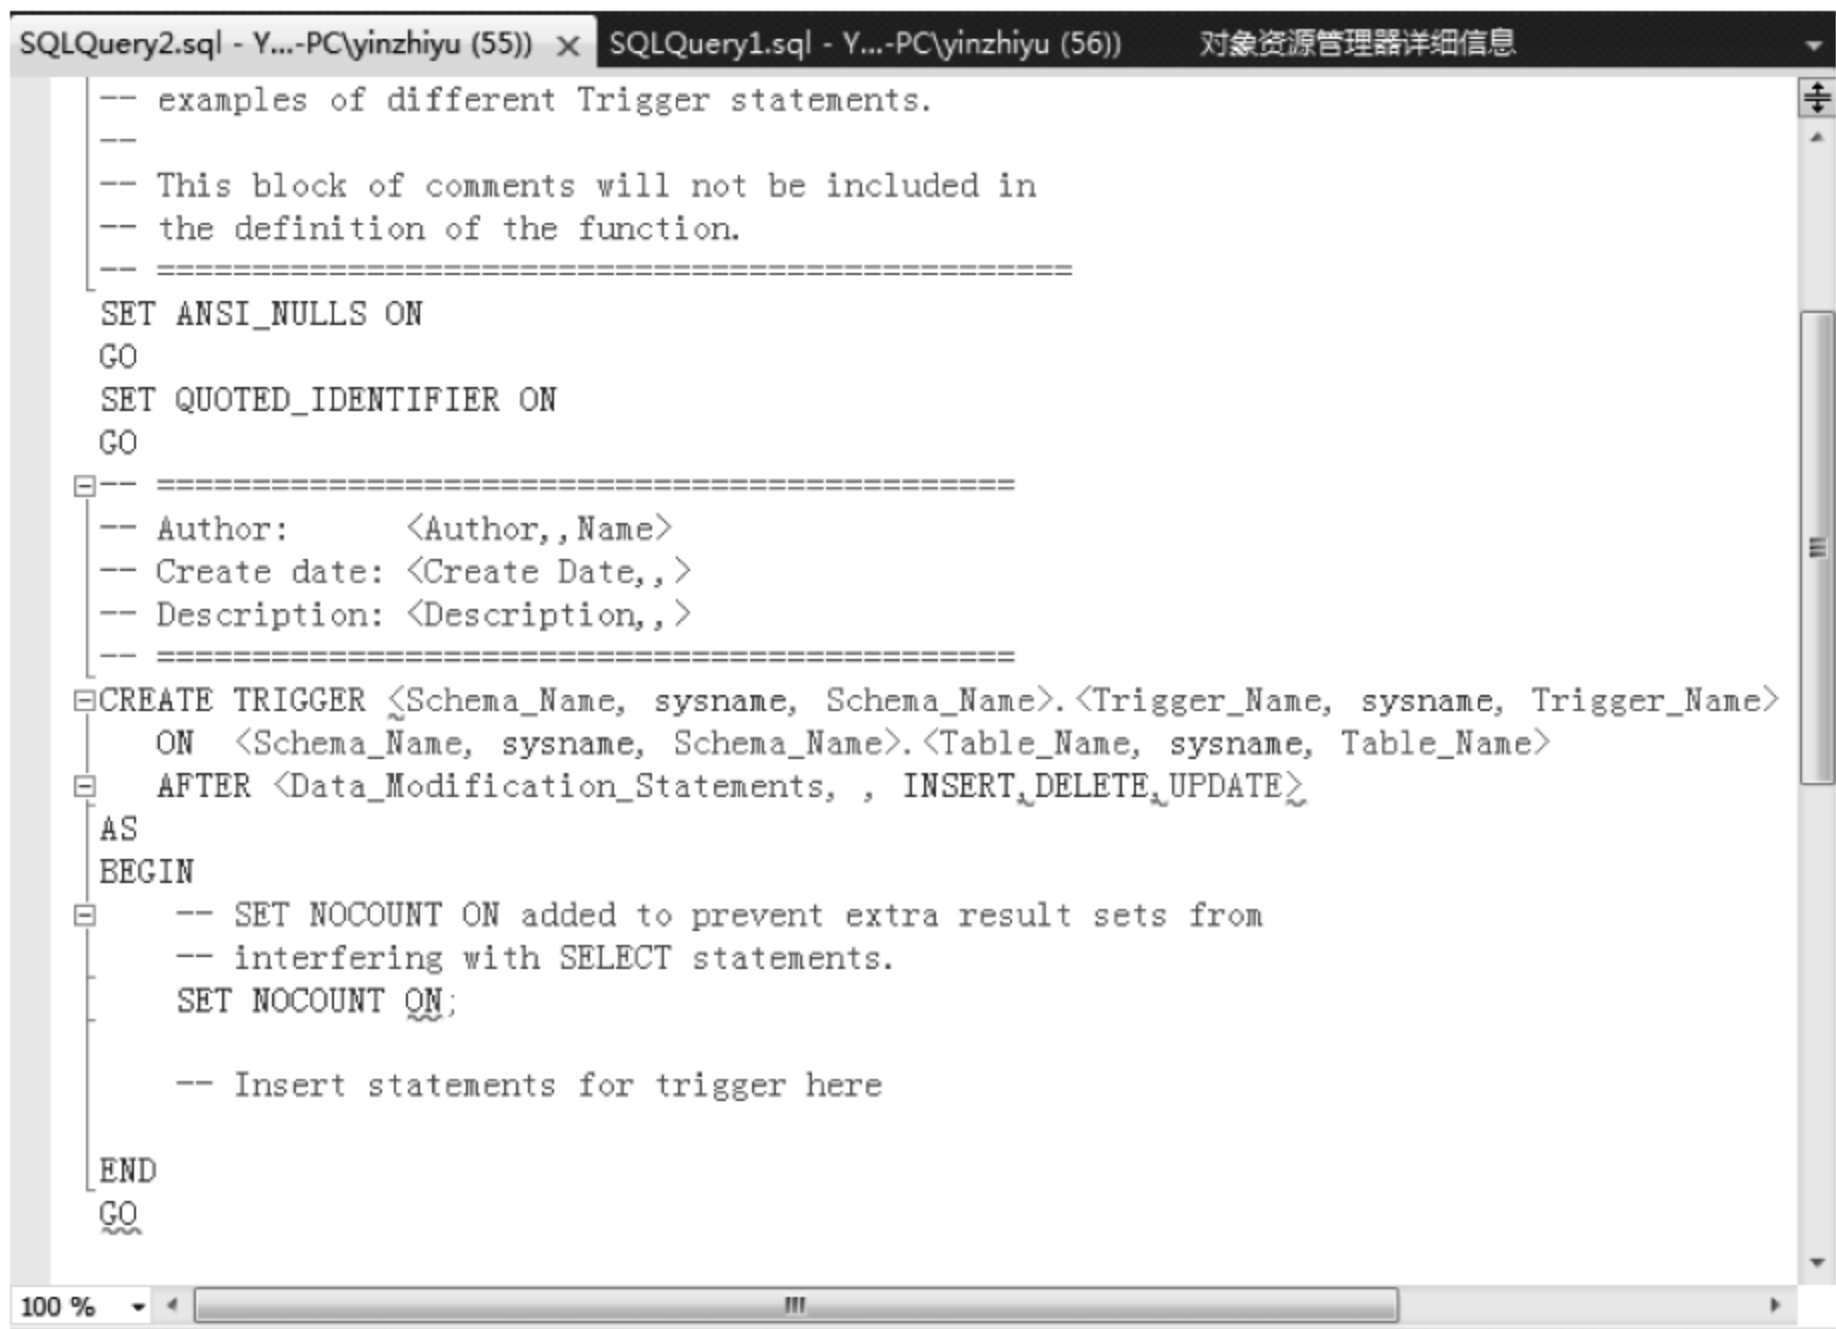 SQLQuery2.sql - Y...-PC\yinzhiyu (55)) × SQLQuery1.sql - Y...-PC\yinzhiyu (56)) 对象资源管理器详细信息
-- examples of different Trigger statements.
--
-- This block of comments will not be included in
-- the definition of the function.
-- ================================================
SET ANSI_NULLS ON
GO
SET QUOTED_IDENTIFIER ON
GO
-- =============================================
-- Author:      <Author,,Name>
-- Create date: <Create Date,,>
-- Description: <Description,,>
-- =============================================
CREATE TRIGGER <Schema_Name, sysname, Schema_Name>.<Trigger_Name, sysname, Trigger_Name>
   ON  <Schema_Name, sysname, Schema_Name>.<Table_Name, sysname, Table_Name>
   AFTER <Data_Modification_Statements, , INSERT,DELETE,UPDATE>
AS
BEGIN
    -- SET NOCOUNT ON added to prevent extra result sets from
    -- interfering with SELECT statements.
    SET NOCOUNT ON;
    -- Insert statements for trigger here
END
GO
100 %